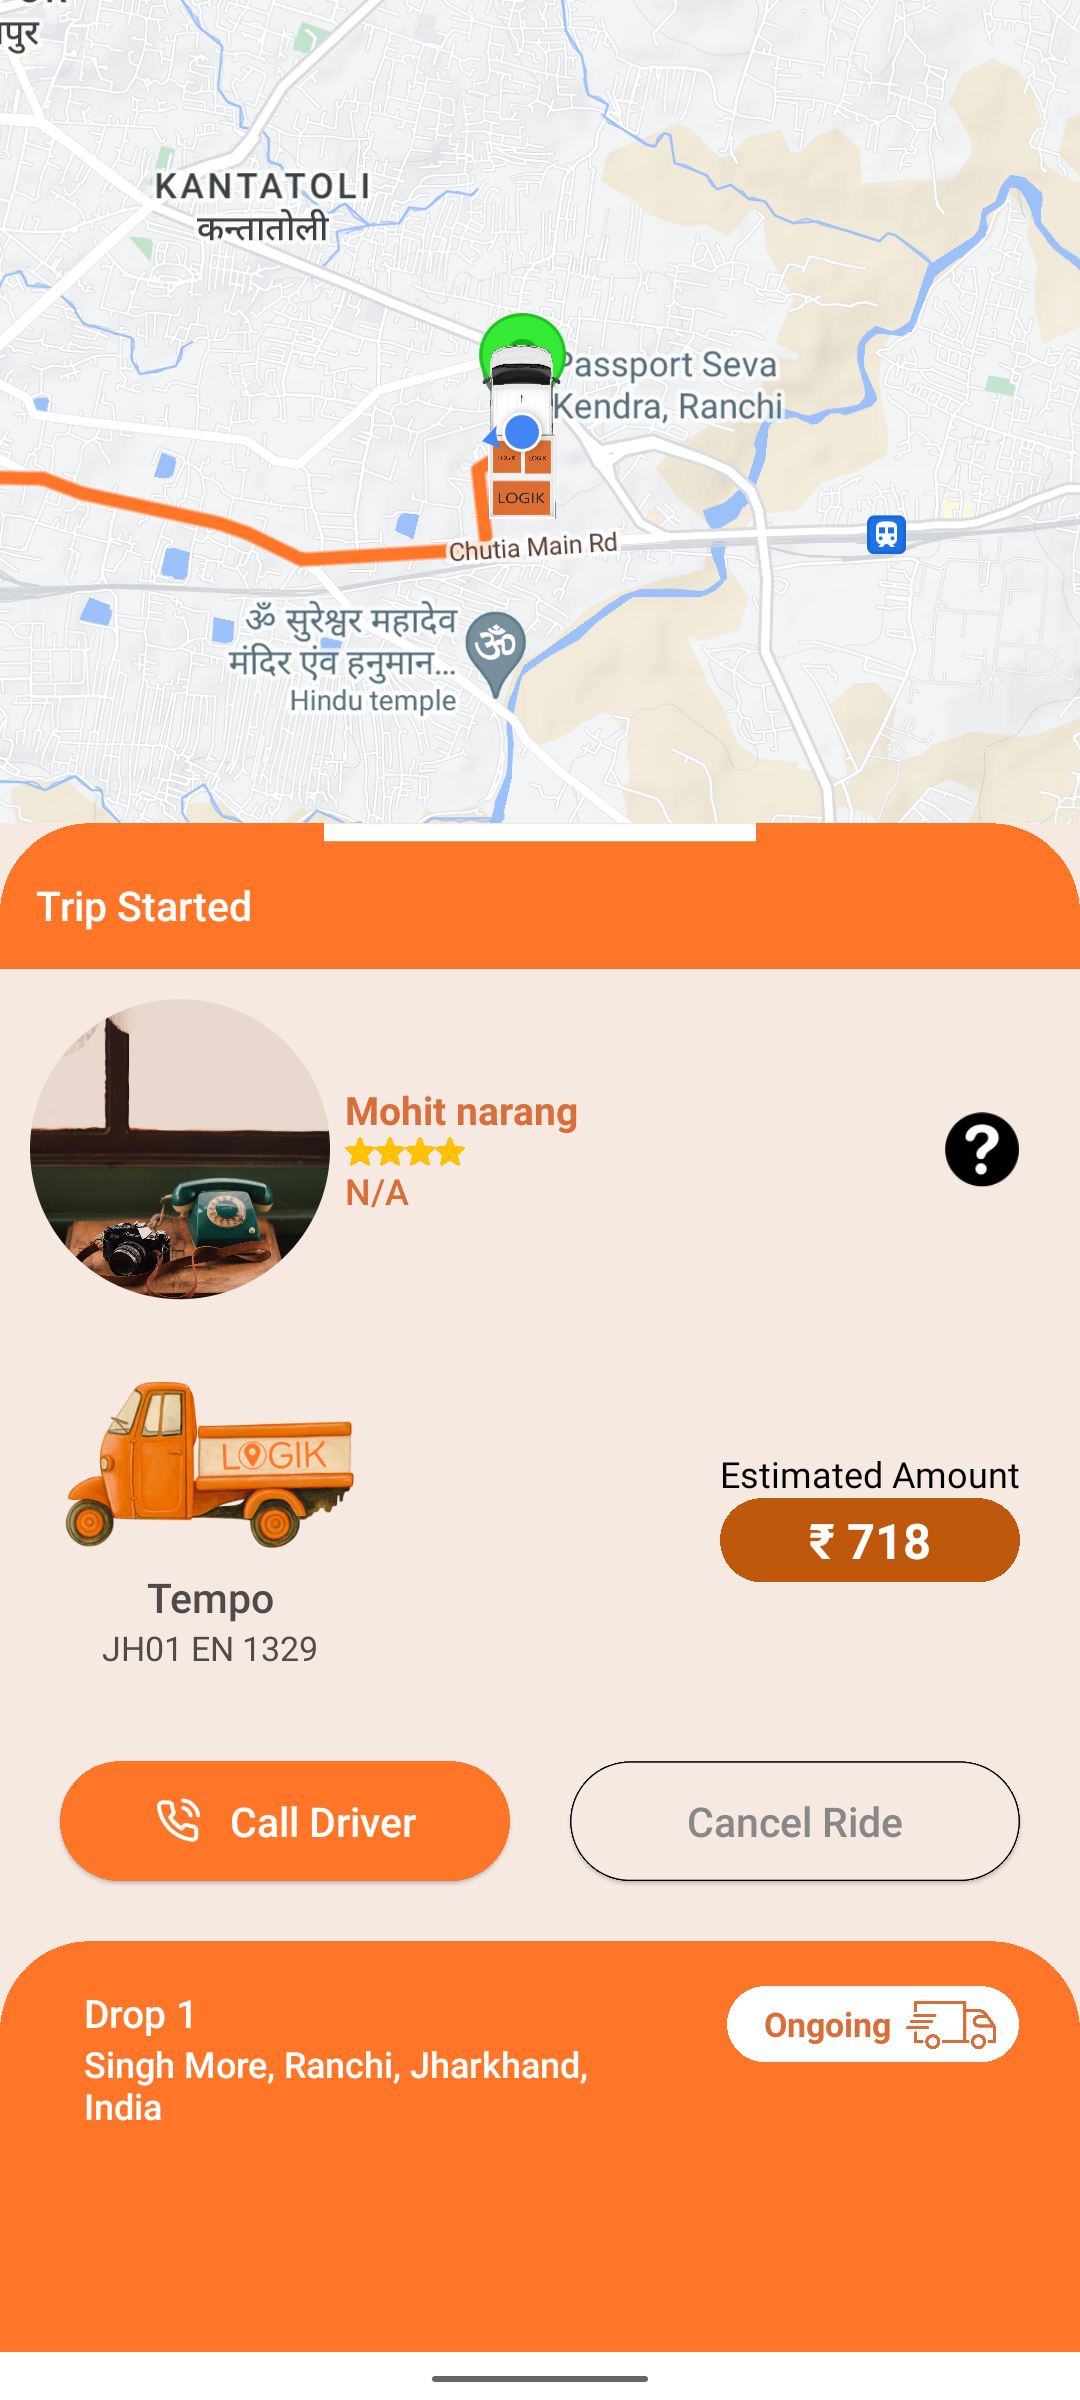 पुर
KANTATOLI
कन्तातोली
Passport Seva
Kendra, Ranchi
LOGIK LOGIK
LOGIK
Chutia Main Rd
ॐ सुरेश्वर महादेव
मंदिर एंव हनुमान...
Hindu temple
Trip Started
Mohit narang
N/A
LOGIK
Estimated Amount
₹ 718
Tempo
JH01 EN 1329
Call Driver
Cancel Ride
Drop 1
Ongoing
Singh More, Ranchi, Jharkhand,
India